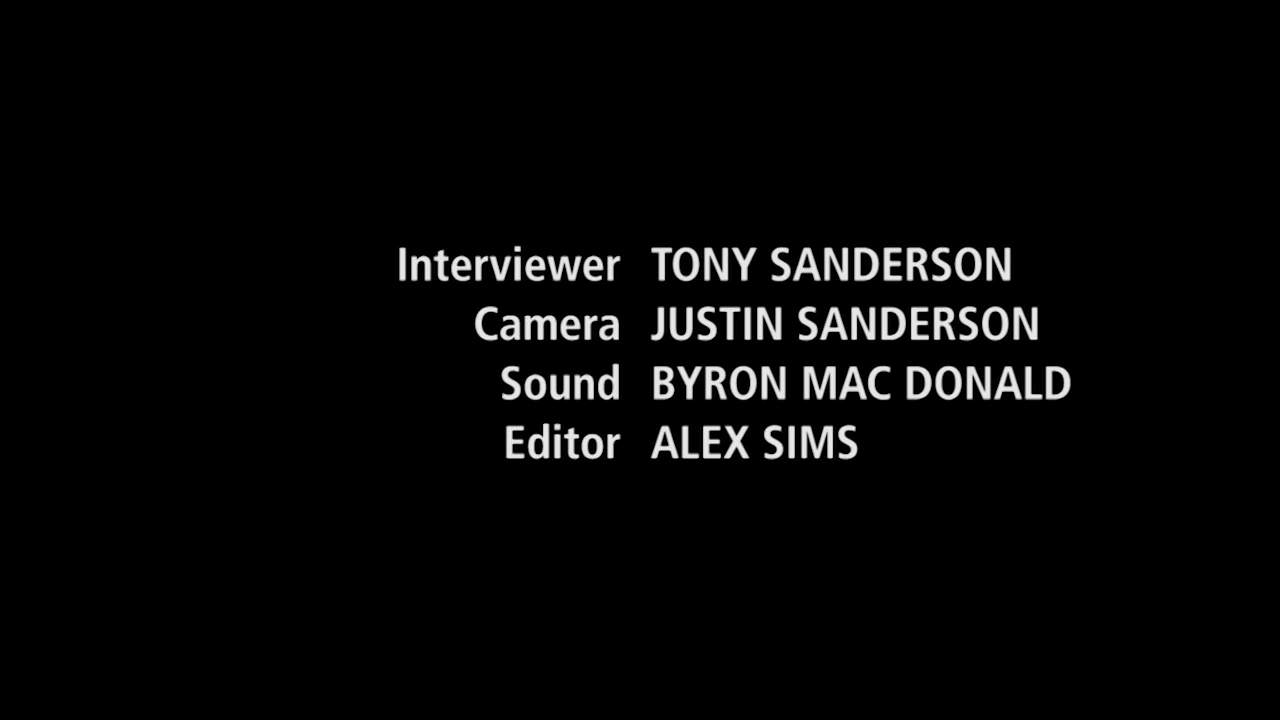 Interviewer TONY SANDERSON
Camera JUSTIN SANDERSON
Sound BYRON MAC DONALD
Editor ALEX SIMS